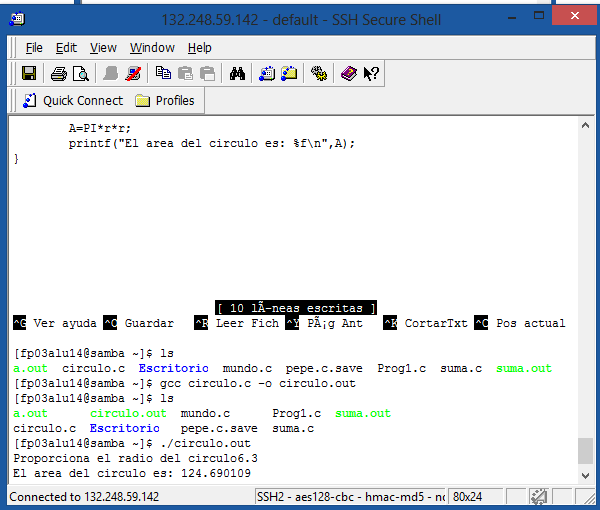 132.248.59.142 - default - SSH Secure Shell
File Edit View Window Help
Quick Connect Profiles
A=PI*r*r;
printf("El area del circulo es: %f\n",A);
}
[ 10 lÃ-neas escritas ]
^G Ver ayuda ^O Guardar ^R Leer Fich ^Y PÃ¡g Ant ^K CortarTxt ^C Pos actual
[fp03alu14@samba ~]$ ls
a.out circulo.c Escritorio mundo.c pepe.c.save Prog1.c suma.c suma.out
[fp03alu14@samba ~]$ gcc circulo.c -o circulo.out
[fp03alu14@samba ~]$ ls
a.out circulo.out mundo.c Prog1.c suma.out
circulo.c Escritorio pepe.c.save suma.c
[fp03alu14@samba ~]$ ./circulo.out
Proporciona el radio del circulo6.3
El area del circulo es: 124.690109
Connected to 132.248.59.142 SSH2 - aes128-cbc - hmac-md5 - nc 80x24